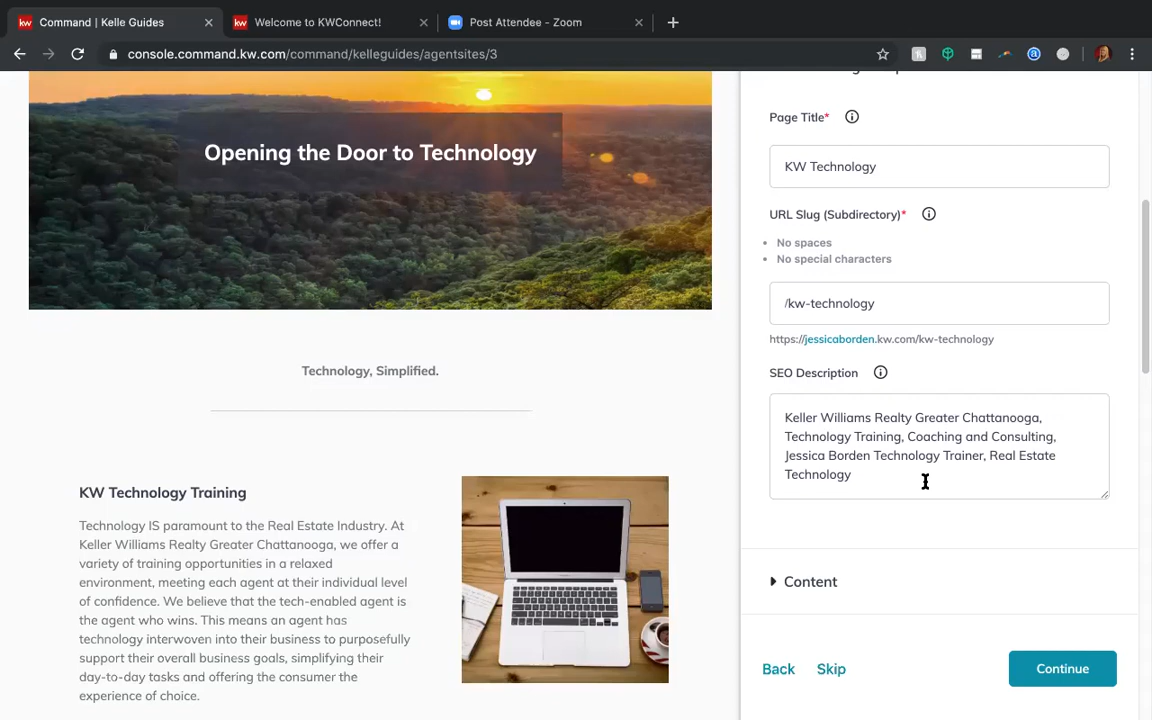 kw Command | Kelle Guides
kw Welcome to KWConnect!
Post Attendee - Zoom
console.command.kw.com/command/kelleguides/agentsites/3
Opening the Door to Technology
Technology, Simplified.
KW Technology Training
Technology IS paramount to the Real Estate Industry. At
Keller Williams Realty Greater Chattanooga, we offer a
variety of training opportunities in a relaxed
environment, meeting each agent at their individual level
of confidence. We believe that the tech-enabled agent is
the agent who wins. This means an agent has
technology interwoven into their business to purposefully
support their overall business goals, simplifying their
day-to-day tasks and offering the consumer the
experience of choice.
Page Title*
KW Technology
URL Slug (Subdirectory)*
No spaces
No special characters
/kw-technology
https://jessicaborden.kw.com/kw-technology
SEO Description
Keller Williams Realty Greater Chattanooga,
Technology Training, Coaching and Consulting,
Jessica Borden Technology Trainer, Real Estate
Technology
Content
Back Skip Continue